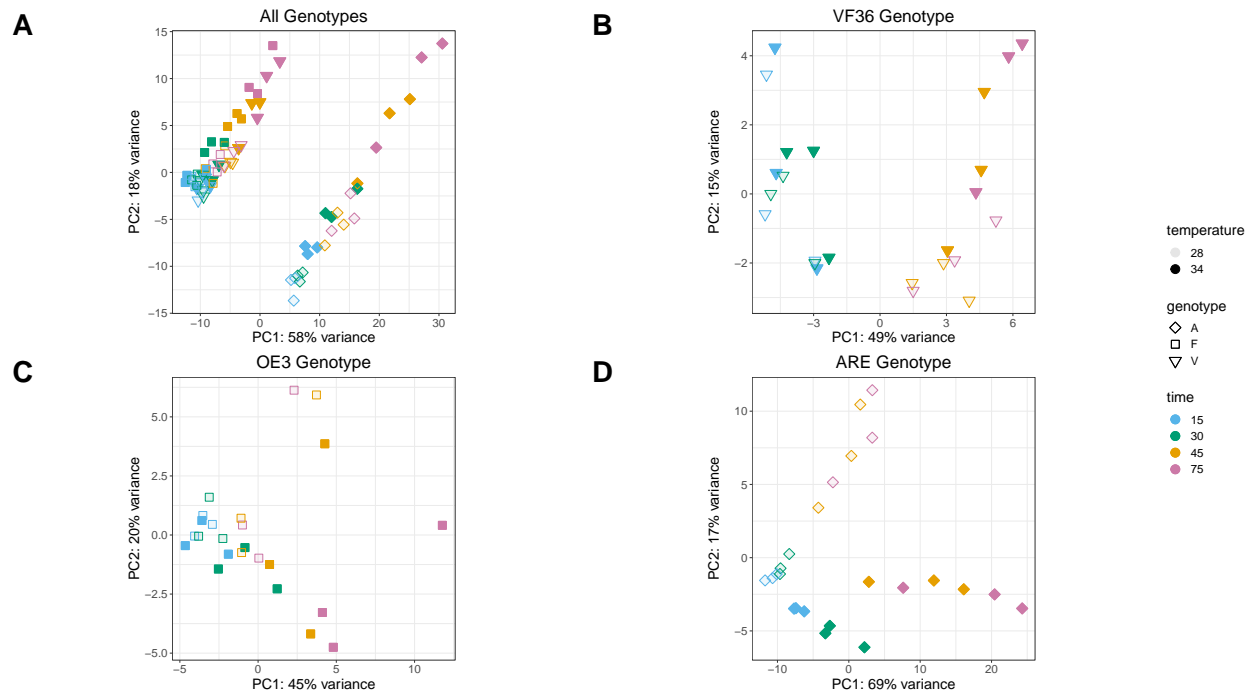 A
All Genotypes
15
10
5
0
−5
−10
−15
−10
0
10
20
30
PC1: 58% variance
PC2: 18% variance
B
VF36 Genotype
4
2
0
−2
−3
0
3
6
PC1: 49% variance
PC2: 15% variance
C
OE3 Genotype
5.0
2.5
0.0
−2.5
−5.0
−5
0
5
10
PC1: 45% variance
PC2: 20% variance
D
ARE Genotype
10
5
0
−5
−10
0
10
20
PC1: 69% variance
PC2: 17% variance
temperature
28
34
genotype
A
F
V
time
15
30
45
75